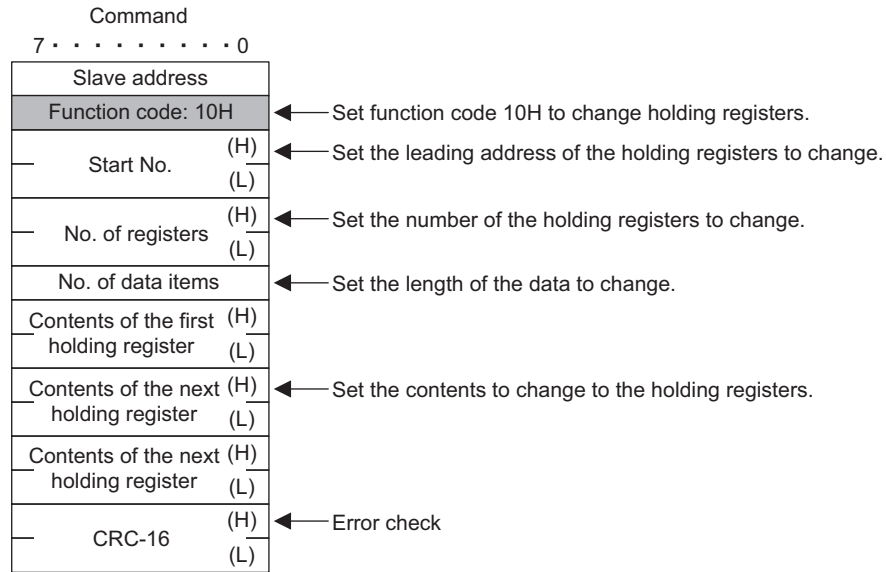 Command
7 · · · · · · · · · 0
Slave address
Function code: 10H
Set function code 10H to change holding registers.
Start No.
(H)
(L)
Set the leading address of the holding registers to change.
No. of registers
(H)
(L)
Set the number of the holding registers to change.
No. of data items
Set the length of the data to change.
Contents of the first (H)
holding register (L)
Contents of the next (H)
holding register (L)
Set the contents to change to the holding registers.
Contents of the next (H)
holding register (L)
CRC-16
(H)
(L)
Error check